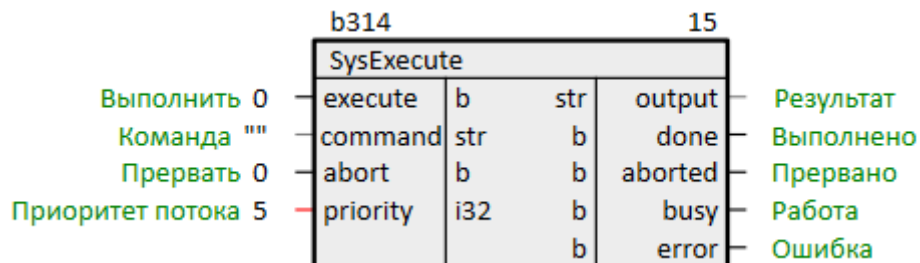 b314 15
SysExecute
Выполнить 0 execute b str output Результат
Команда "" command str b done Выполнено
Прервать 0 abort b b aborted Прервано
Приоритет потока 5 priority i32 b busy Работа
b error Ошибка